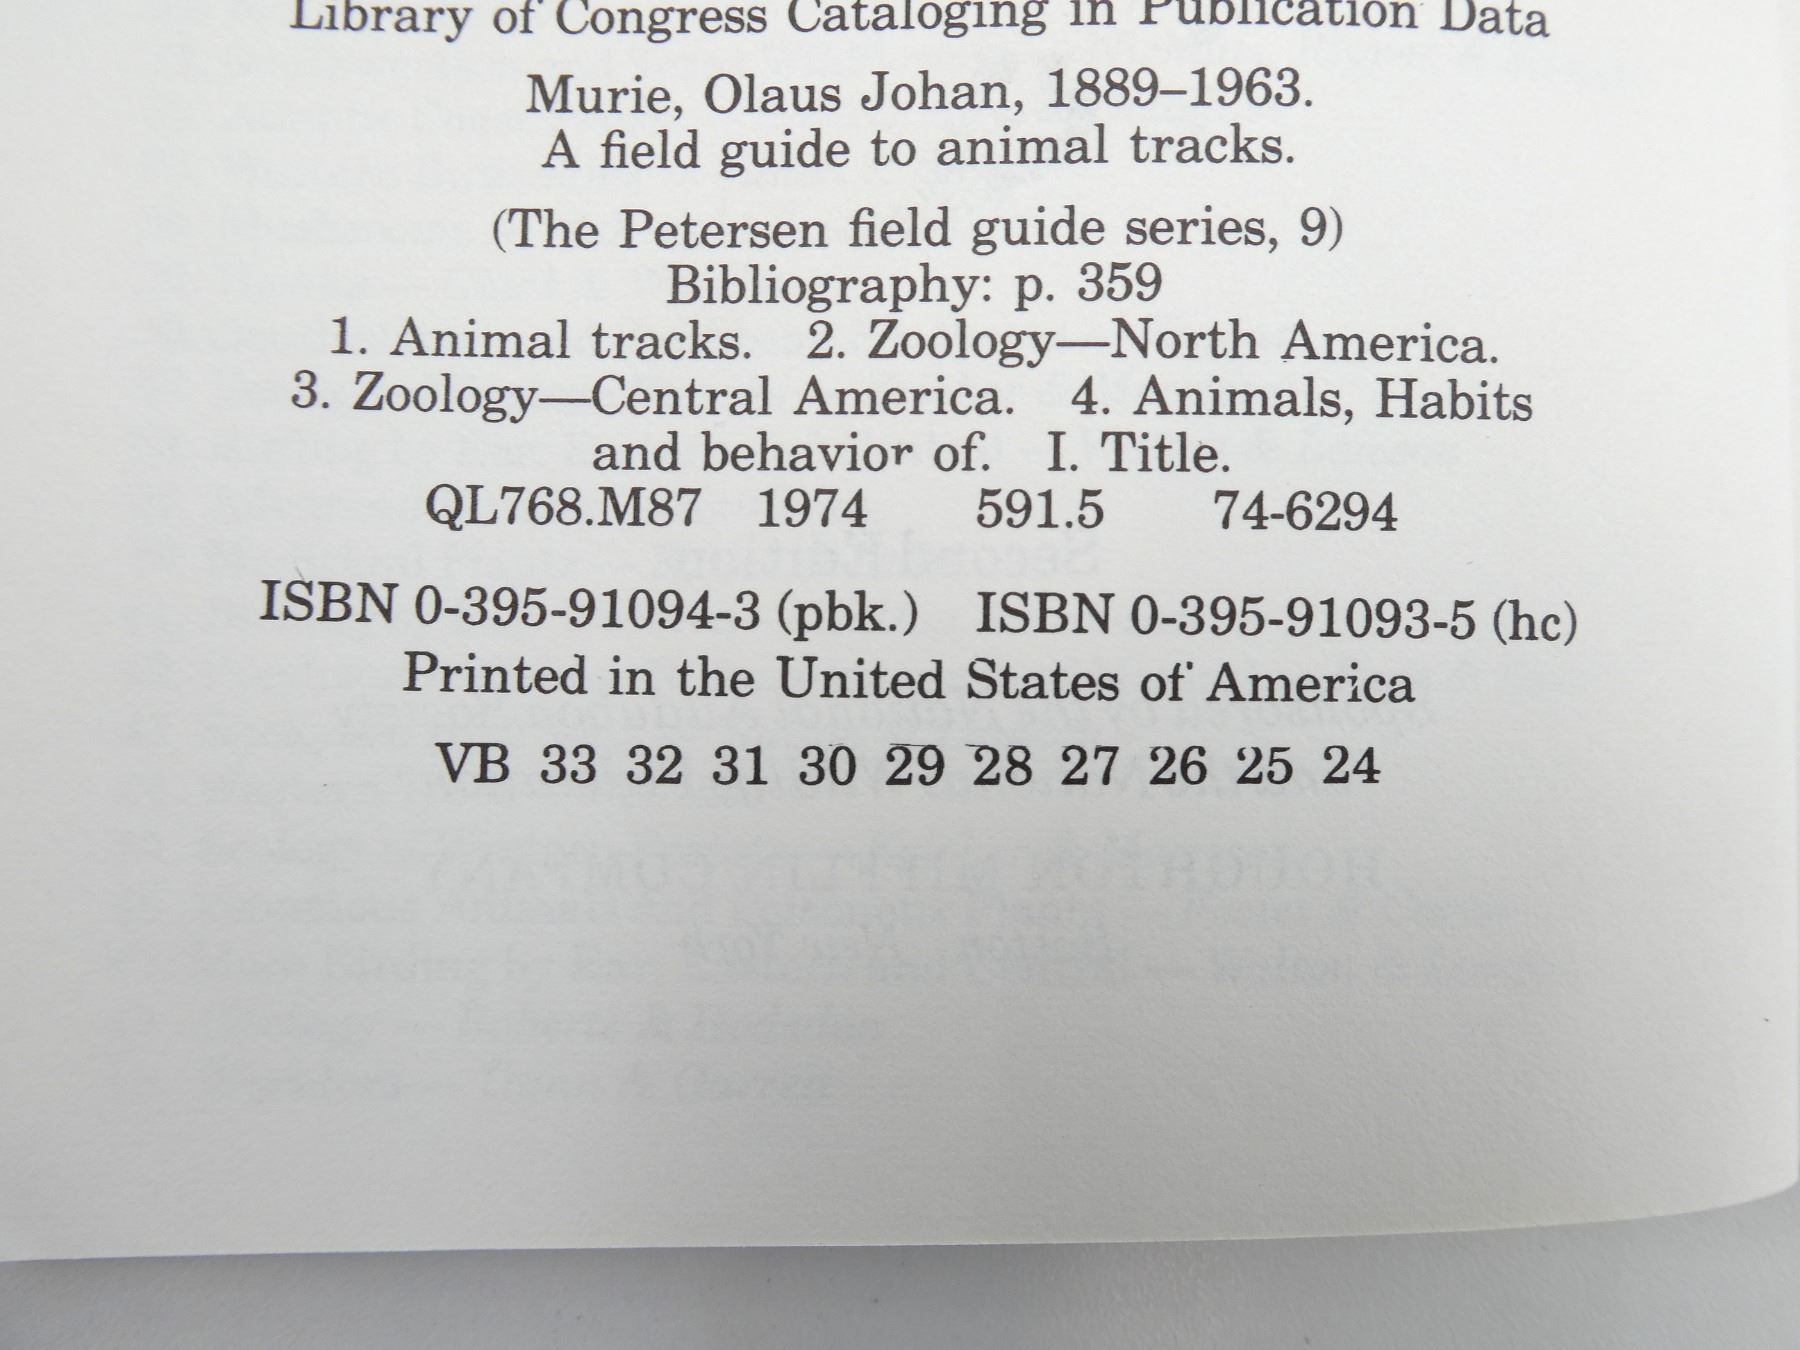 Library of Congress Cataloging in Publication Data
Murie, Olaus Johan, 1889–1963.
A field guide to animal tracks.
(The Petersen field guide series, 9)
Bibliography: p. 359
1. Animal tracks. 2. Zoology—North America.
3. Zoology—Central America. 4. Animals, Habits
and behavior of. I. Title.
QL768.M87 1974 591.5 74-6294
ISBN 0-395-91094-3 (pbk.) ISBN 0-395-91093-5 (hc)
Printed in the United States of America
VB 33 32 31 30 29 28 27 26 25 24